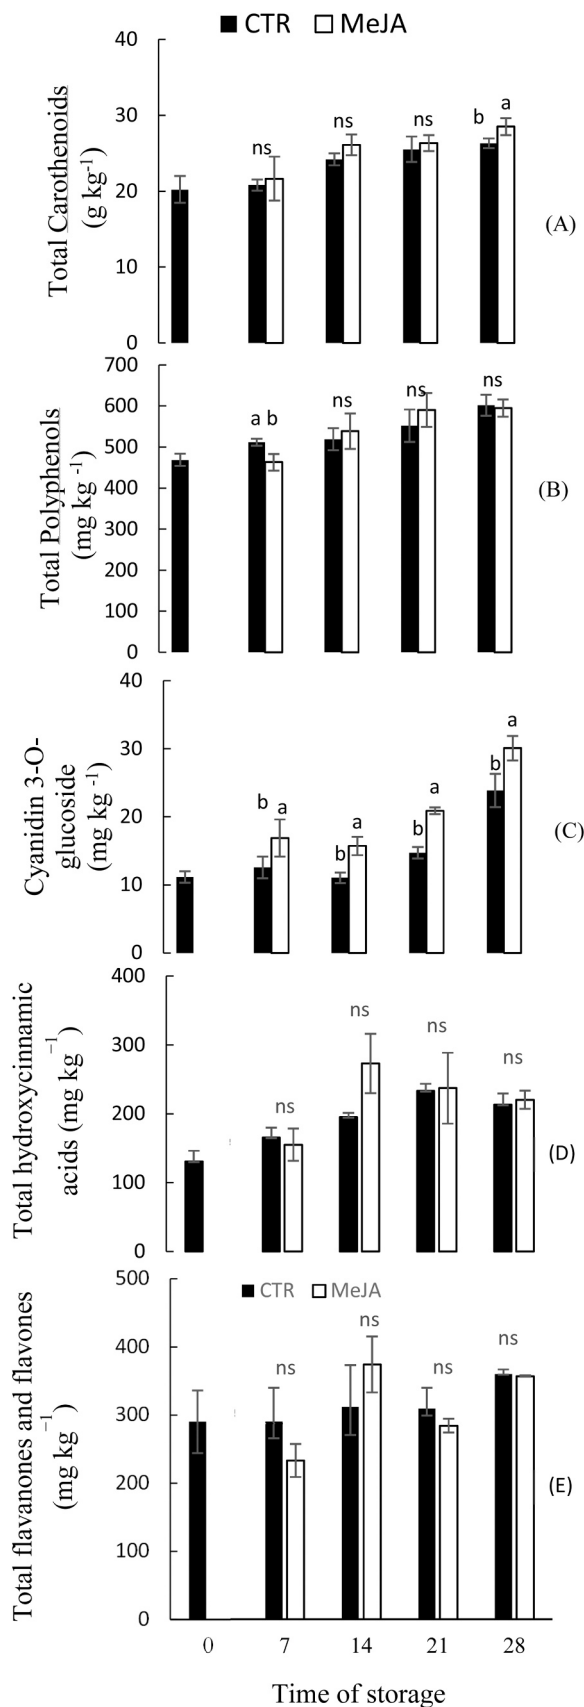 CTR MeJA
40
30
20
10
0
ns
ns
ns
b a
Total Carothenoids
(g kg-1)
(A)
700
600
500
400
300
200
100
0
a b
ns
ns
ns
Total Polyphenols
(mg kg -1)
(B)
40
30
20
10
0
b a
b a
b a
b a
Cyanidin 3-O-
glucoside
(mg kg -1)
(C)
400
300
200
100
0
ns
ns
ns
ns
Total hydroxycinnamic
acids (mg kg−1)
(D)
500
400
300
200
100
0
CTR MeJA
ns
ns
ns
ns
Total flavanones and flavones
(mg kg−1)
(E)
0 7 14 21 28
Time of storage